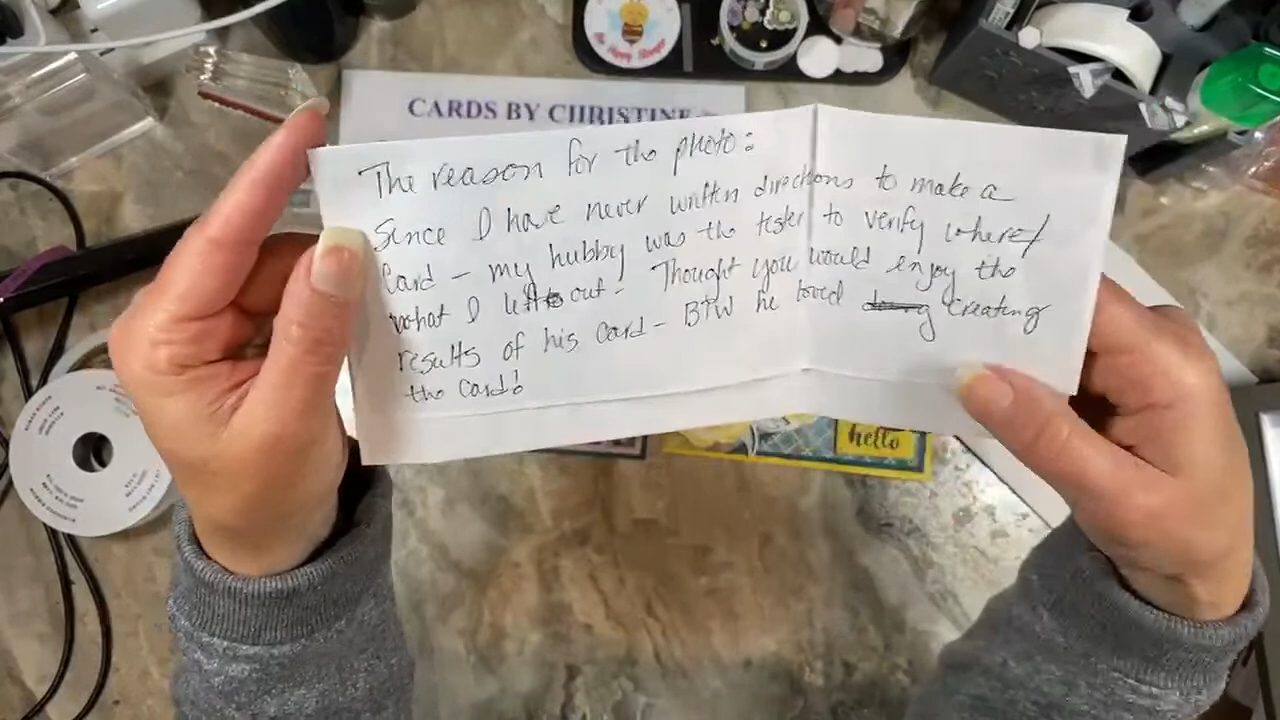 CARDS BY CHRISTINE
The reason for the photo:
Since I have never written directions to make a
Card - my hubby was the tester to verify where/
what I left out - Thought you would enjoy the
results of his card - BTW he loved doing creating
the card!
hello